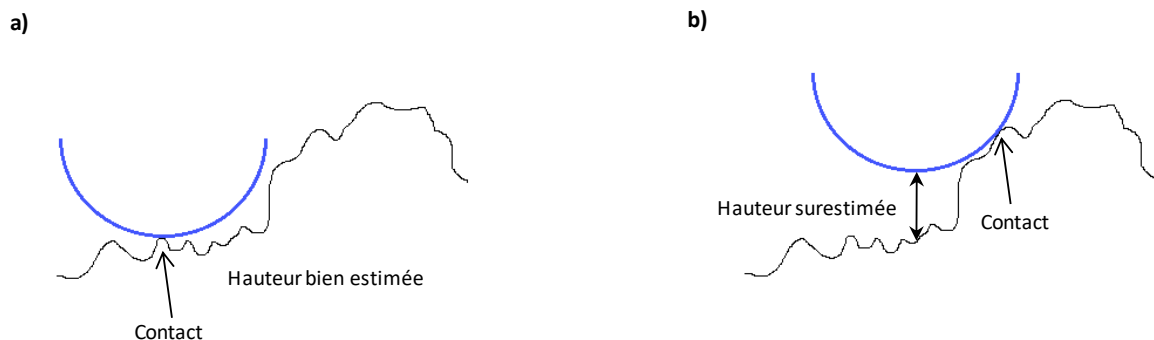 a)
Hauteur bien estimée
Contact
b)
Hauteur surestimée
Contact